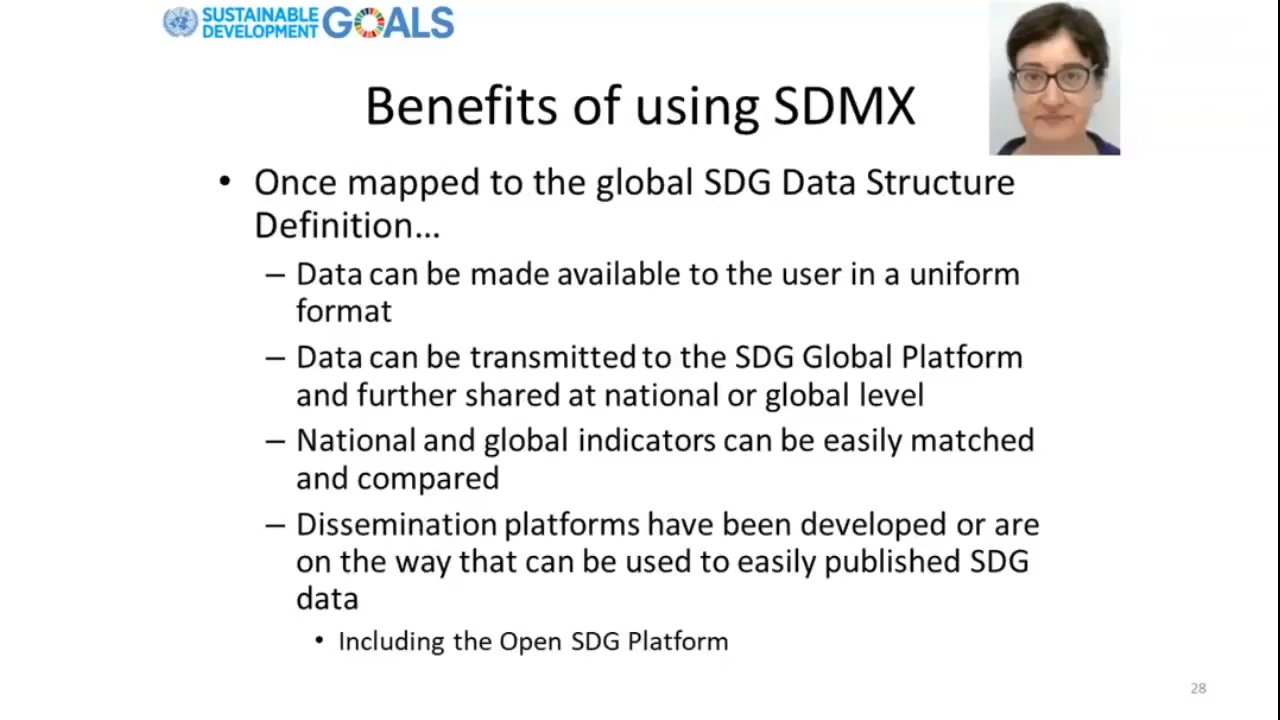 SUSTAINABLE
DEVELOPMENT GOALS
Benefits of using SDMX
• Once mapped to the global SDG Data Structure
Definition…
– Data can be made available to the user in a uniform
format
– Data can be transmitted to the SDG Global Platform
and further shared at national or global level
– National and global indicators can be easily matched
and compared
– Dissemination platforms have been developed or are
on the way that can be used to easily published SDG
data
• Including the Open SDG Platform
28